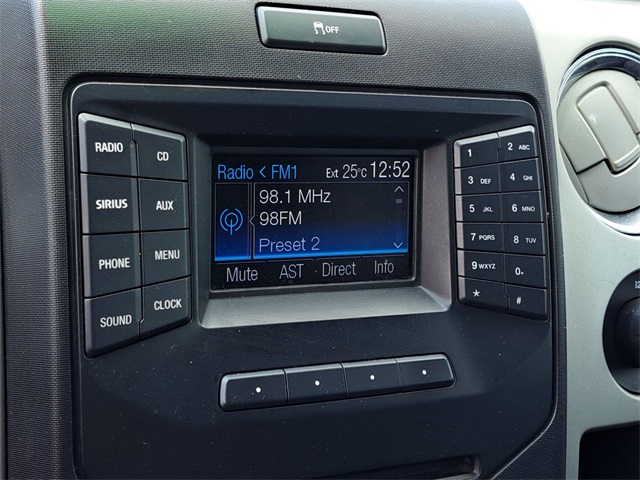 OFF
RADIO
CD
SIRIUS
AUX
PHONE
MENU
SOUND
CLOCK
Radio < FM1 Ext 25°C 12:52
98.1 MHz
98FM
Preset 2
Mute AST Direct Info
1 2 ABC
3 DEF 4 GHI
5 JKL 6 MNO
7 PQRS 8 TUV
9 WXYZ 0+
* #